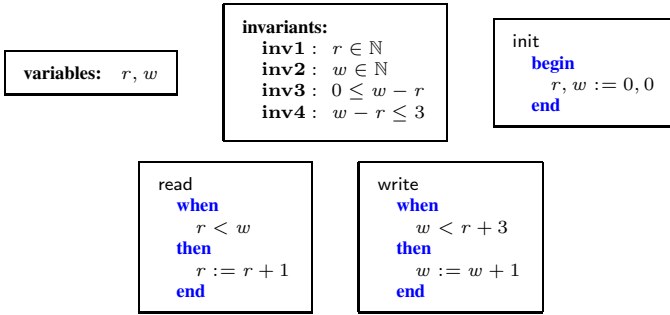 variables: r, w
invariants:
inv1 : r ∈ ℕ
inv2 : w ∈ ℕ
inv3 : 0 ≤ w − r
inv4 : w − r ≤ 3
init
begin
r, w := 0, 0
end
read
when
r < w
then
r := r + 1
end
write
when
w < r + 3
then
w := w + 1
end